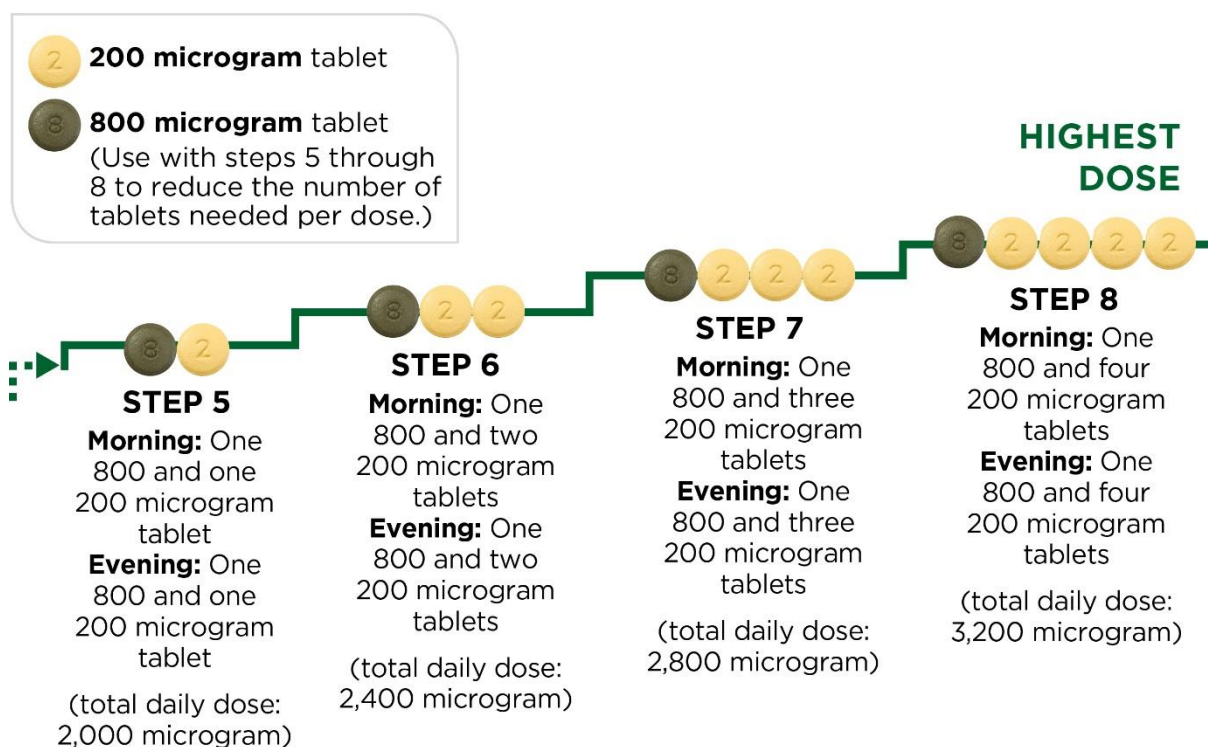 200 microgram tablet
800 microgram tablet
(Use with steps 5 through
8 to reduce the number of
tablets needed per dose.)
HIGHEST
DOSE
8 2
STEP 5
Morning: One
800 and one
200 microgram
tablet
Evening: One
800 and one
200 microgram
tablet
(total daily dose:
2,000 microgram)
8 2 2
STEP 6
Morning: One
800 and two
200 microgram
tablets
Evening: One
800 and two
200 microgram
tablets
(total daily dose:
2,400 microgram)
8 2 2 2
STEP 7
Morning: One
800 and three
200 microgram
tablets
Evening: One
800 and three
200 microgram
tablets
(total daily dose:
2,800 microgram)
8 2 2 2 2
STEP 8
Morning: One
800 and four
200 microgram
tablets
Evening: One
800 and four
200 microgram
tablets
(total daily dose:
3,200 microgram)